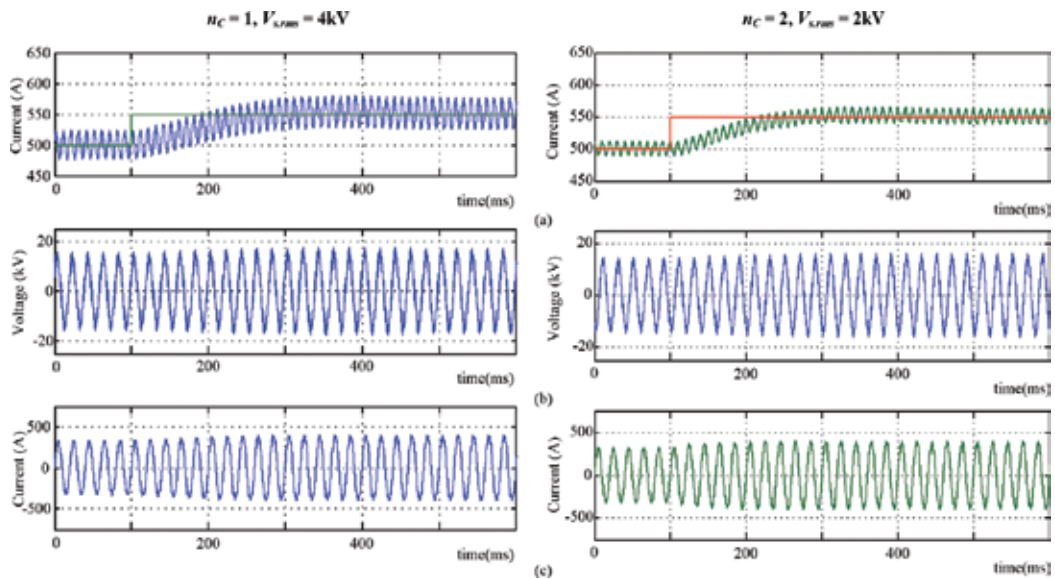 n_C = 1, V_s,rms = 4kV
n_C = 2, V_s,rms = 2kV
650
600
550
500
450
Current (A)
0
200
400
time(ms)
650
600
550
500
450
Current (A)
0
200
400
time(ms)
(a)
20
0
-20
Voltage (kV)
0
200
400
time(ms)
20
0
-20
Voltage (kV)
0
200
400
time(ms)
(b)
500
0
-500
Current (A)
0
200
400
time(ms)
500
0
-500
Current (A)
0
200
400
time(ms)
(c)